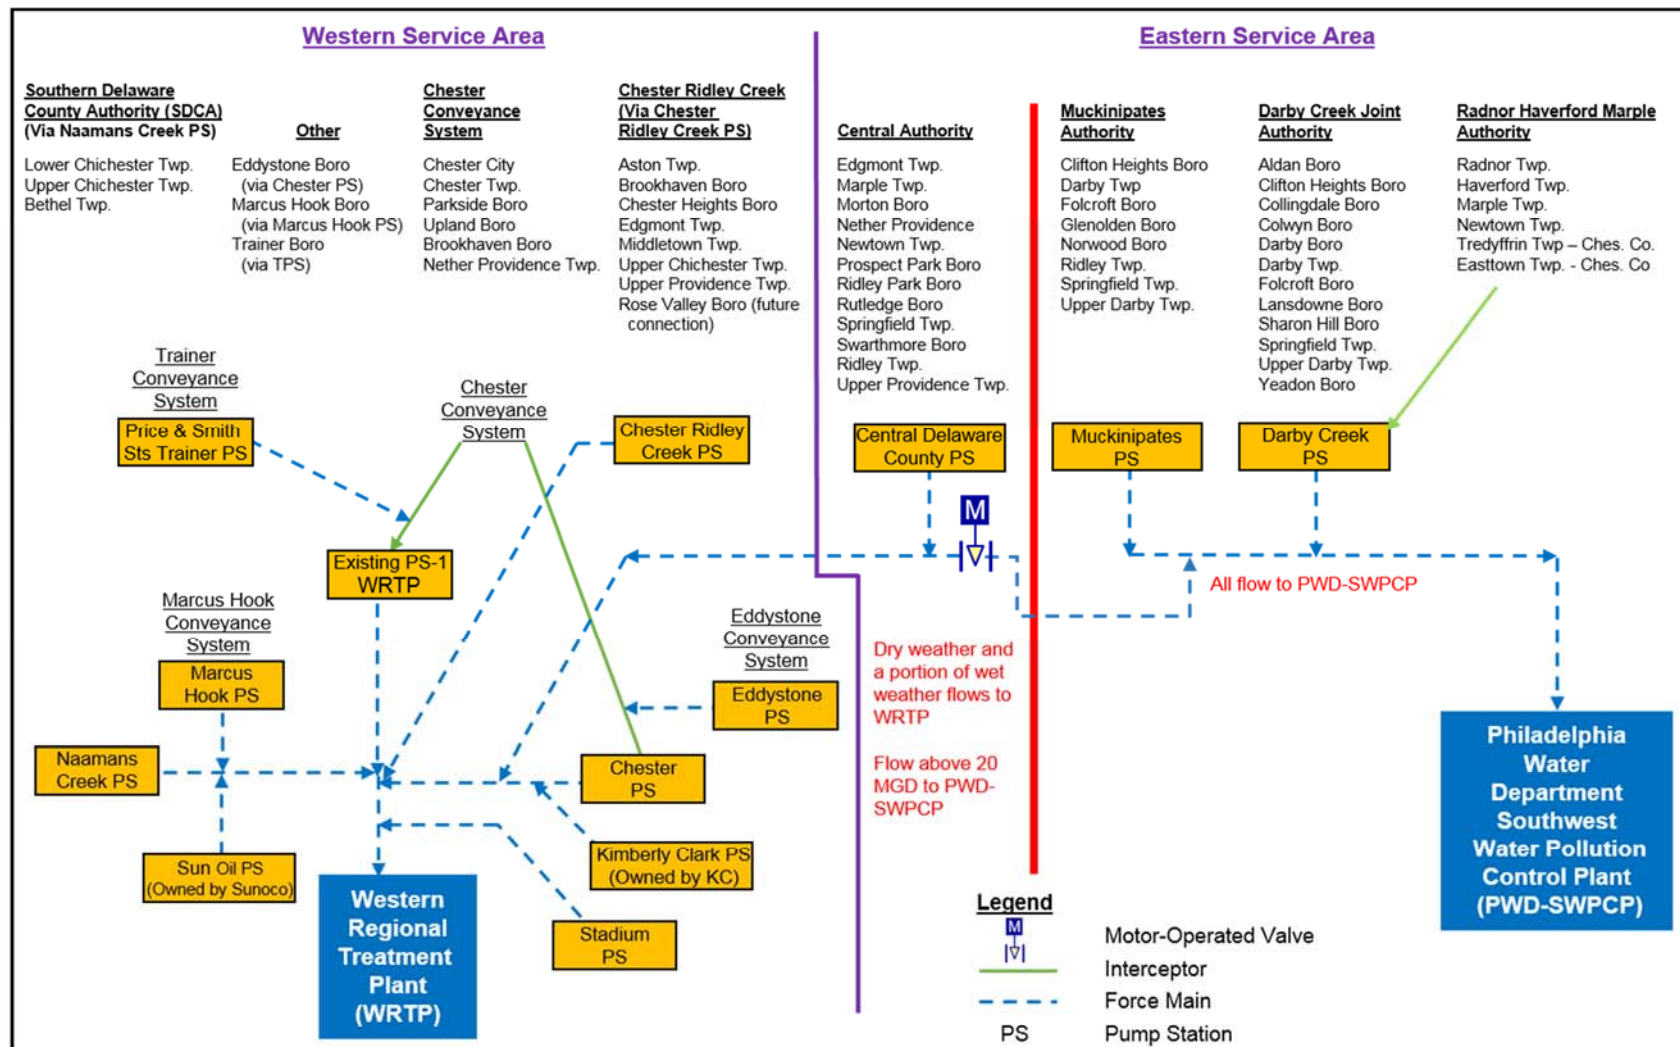 Western Service Area
Eastern Service Area
Southern Delaware
County Authority (SDCA)
(Via Naamans Creek PS)
Lower Chichester Twp.
Upper Chichester Twp.
Bethel Twp.
Other
Eddystone Boro
(via Chester PS)
Marcus Hook Boro
(via Marcus Hook PS)
Trainer Boro
(via TPS)
Chester
Conveyance
System
Chester City
Chester Twp.
Parkside Boro
Upland Boro
Brookhaven Boro
Nether Providence Twp.
Chester Ridley Creek
(Via Chester
Ridley Creek PS)
Aston Twp.
Brookhaven Boro
Chester Heights Boro
Edgmont Twp.
Middletown Twp.
Upper Chichester Twp.
Upper Providence Twp.
Rose Valley Boro (future
connection)
Central Authority
Edgmont Twp.
Marple Twp.
Morton Boro
Nether Providence
Newtown Twp.
Prospect Park Boro
Ridley Park Boro
Rutledge Boro
Springfield Twp.
Swarthmore Boro
Ridley Twp.
Upper Providence Twp.
Muckinipates
Authority
Clifton Heights Boro
Darby Twp
Folcroft Boro
Glenolden Boro
Norwood Boro
Ridley Twp.
Springfield Twp.
Upper Darby Twp.
Darby Creek Joint
Authority
Aldan Boro
Clifton Heights Boro
Collingdale Boro
Colwyn Boro
Darby Boro
Darby Twp.
Folcroft Boro
Lansdowne Boro
Sharon Hill Boro
Springfield Twp.
Upper Darby Twp.
Yeadon Boro
Radnor Haverford Marple
Authority
Radnor Twp.
Haverford Twp.
Marple Twp.
Newtown Twp.
Tredyffrin Twp – Ches. Co.
Easttown Twp. - Ches. Co
Trainer
Conveyance
System
Price & Smith
Sts Trainer PS
Chester
Conveyance
System
Chester Ridley
Creek PS
Central Delaware
County PS
Muckinipates
PS
Darby Creek
PS
M
Existing PS-1
WRTP
All flow to PWD-SWPCP
Marcus Hook
Conveyance
System
Marcus
Hook PS
Eddystone
Conveyance
System
Eddystone
PS
Dry weather and
a portion of wet
weather flows to
WRTP
Flow above 20
MGD to PWD-
SWPCP
Naamans
Creek PS
Chester
PS
Sun Oil PS
(Owned by Sunoco)
Kimberly Clark PS
(Owned by KC)
Stadium
PS
Western
Regional
Treatment
Plant
(WRTP)
Philadelphia
Water
Department
Southwest
Water Pollution
Control Plant
(PWD-SWPCP)
Legend
M
Motor-Operated Valve
Interceptor
Force Main
PS Pump Station